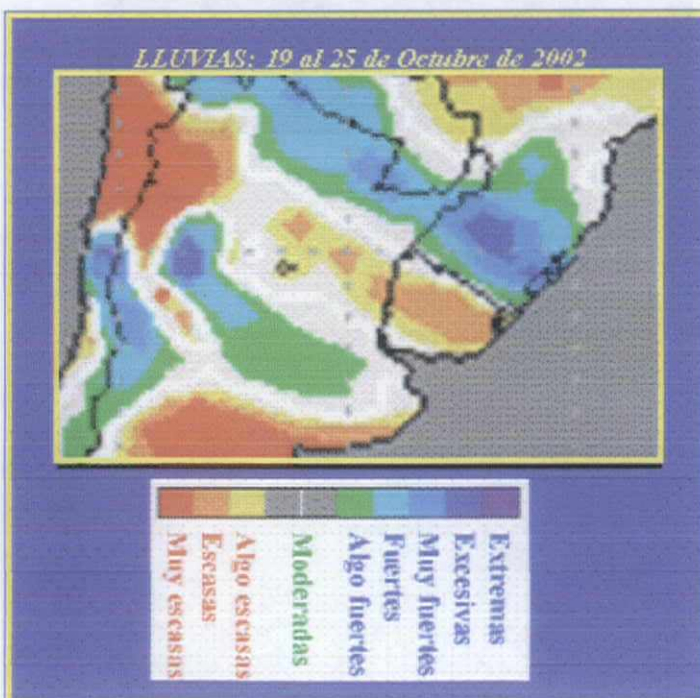 LLUVIAS: 19 al 25 de Octubre de 2002
Extremas
Excesivas
Muy fuertes
Fuertes
Algo fuertes
Moderadas
Algo escasas
Escasas
Muy escasas